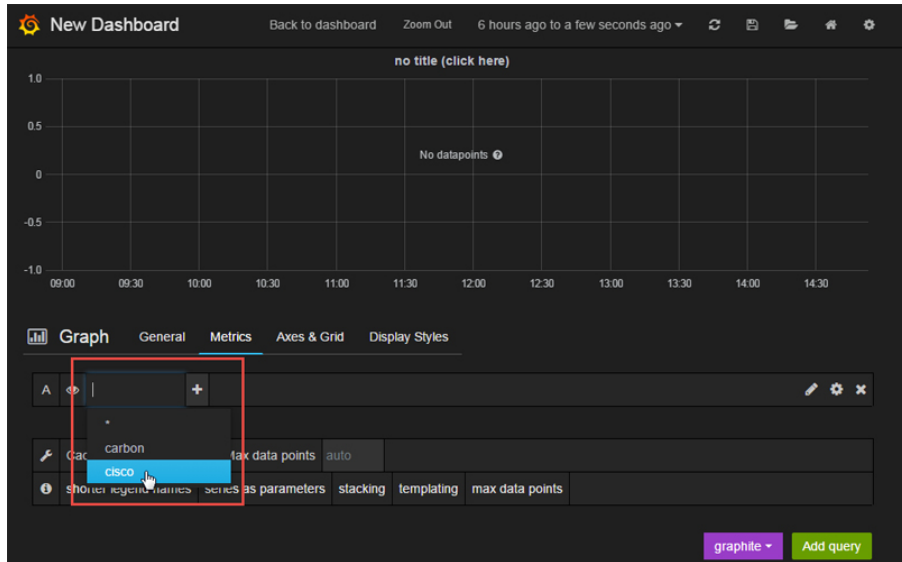 New Dashboard Back to dashboard Zoom Out 6 hours ago to a few seconds ago
no title (click here)
1.0
0.5
0
-0.5
-1.0
No datapoints
09:00 09:30 10:00 10:30 11:00 11:30 12:00 12:30 13:00 13:30 14:00 14:30
Graph General Metrics Axes & Grid Display Styles
A
*
carbon
cisco
Max data points auto
shorter legend names series as parameters stacking templating max data points
graphite Add query